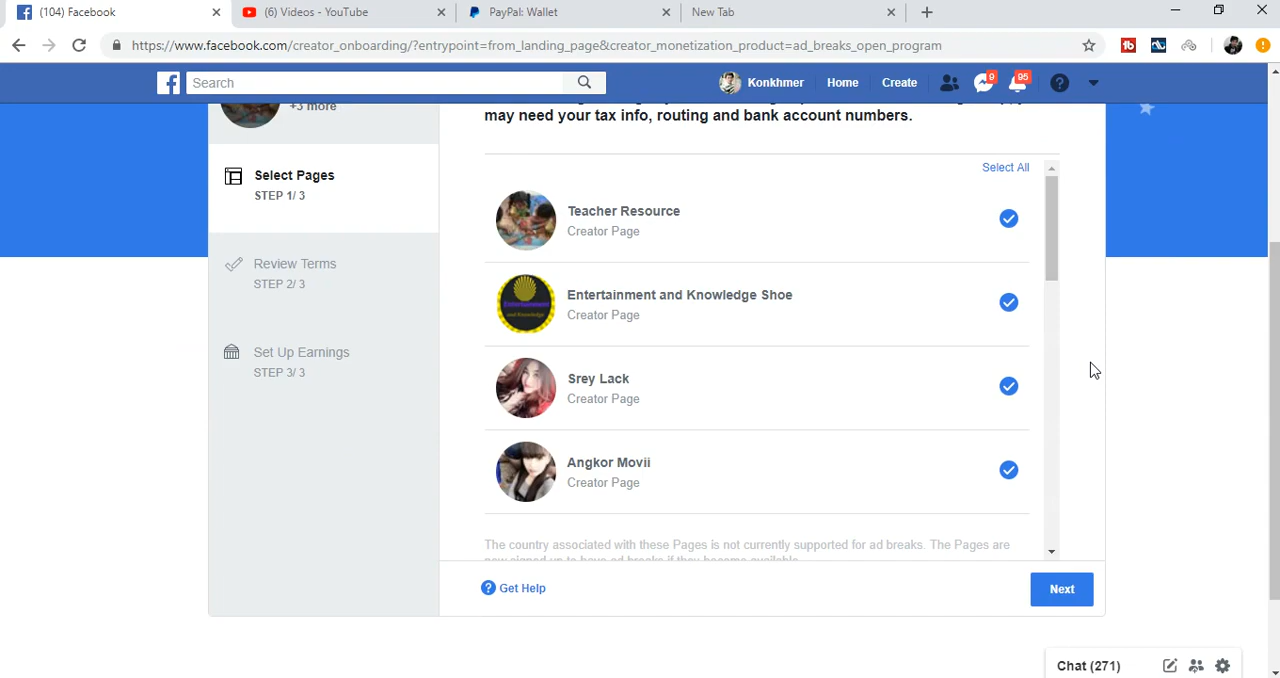 (104) Facebook
(6) Videos - YouTube
PayPal: Wallet
New Tab
https://www.facebook.com/creator_onboarding/?entrypoint=from_landing_page&creator_monetization_product=ad_breaks_open_program
Search
Konkhmer
Home
Create
9
95
+3 more
may need your tax info, routing and bank account numbers.
Select Pages
STEP 1/ 3
Review Terms
STEP 2/ 3
Set Up Earnings
STEP 3/ 3
Select All
Teacher Resource
Creator Page
Entertainment and Knowledge Shoe
Creator Page
Srey Lack
Creator Page
Angkor Movii
Creator Page
The country associated with these Pages is not currently supported for ad breaks. The Pages are
Get Help
Next
Chat (271)